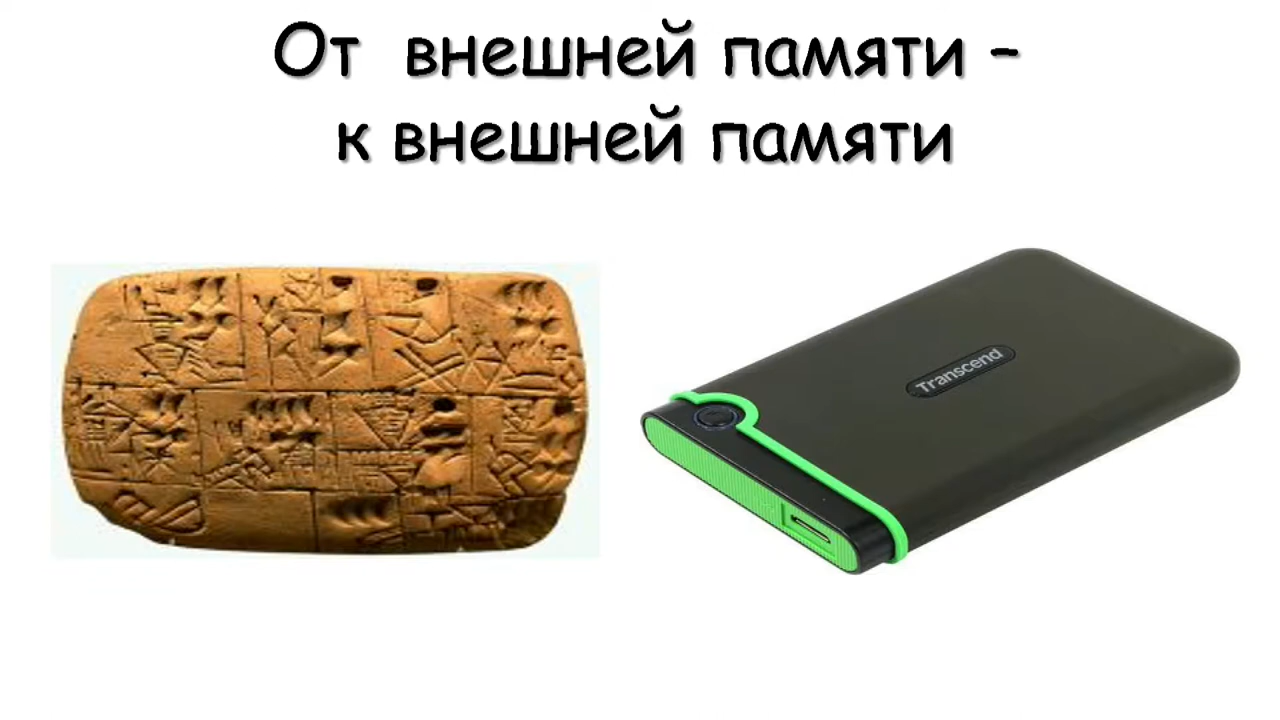 От внешней памяти –
к внешней памяти
Transcend